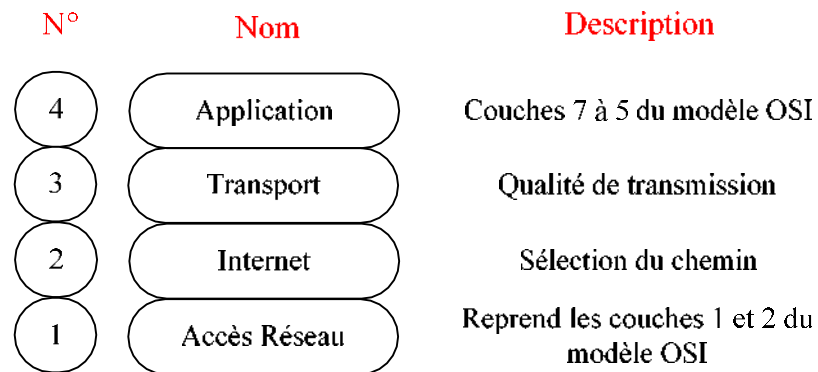 N° Nom Description
4 Application Couches 7 à 5 du modèle OSI
3 Transport Qualité de transmission
2 Internet Sélection du chemin
1 Accès Réseau Reprend les couches 1 et 2 du
modèle OSI